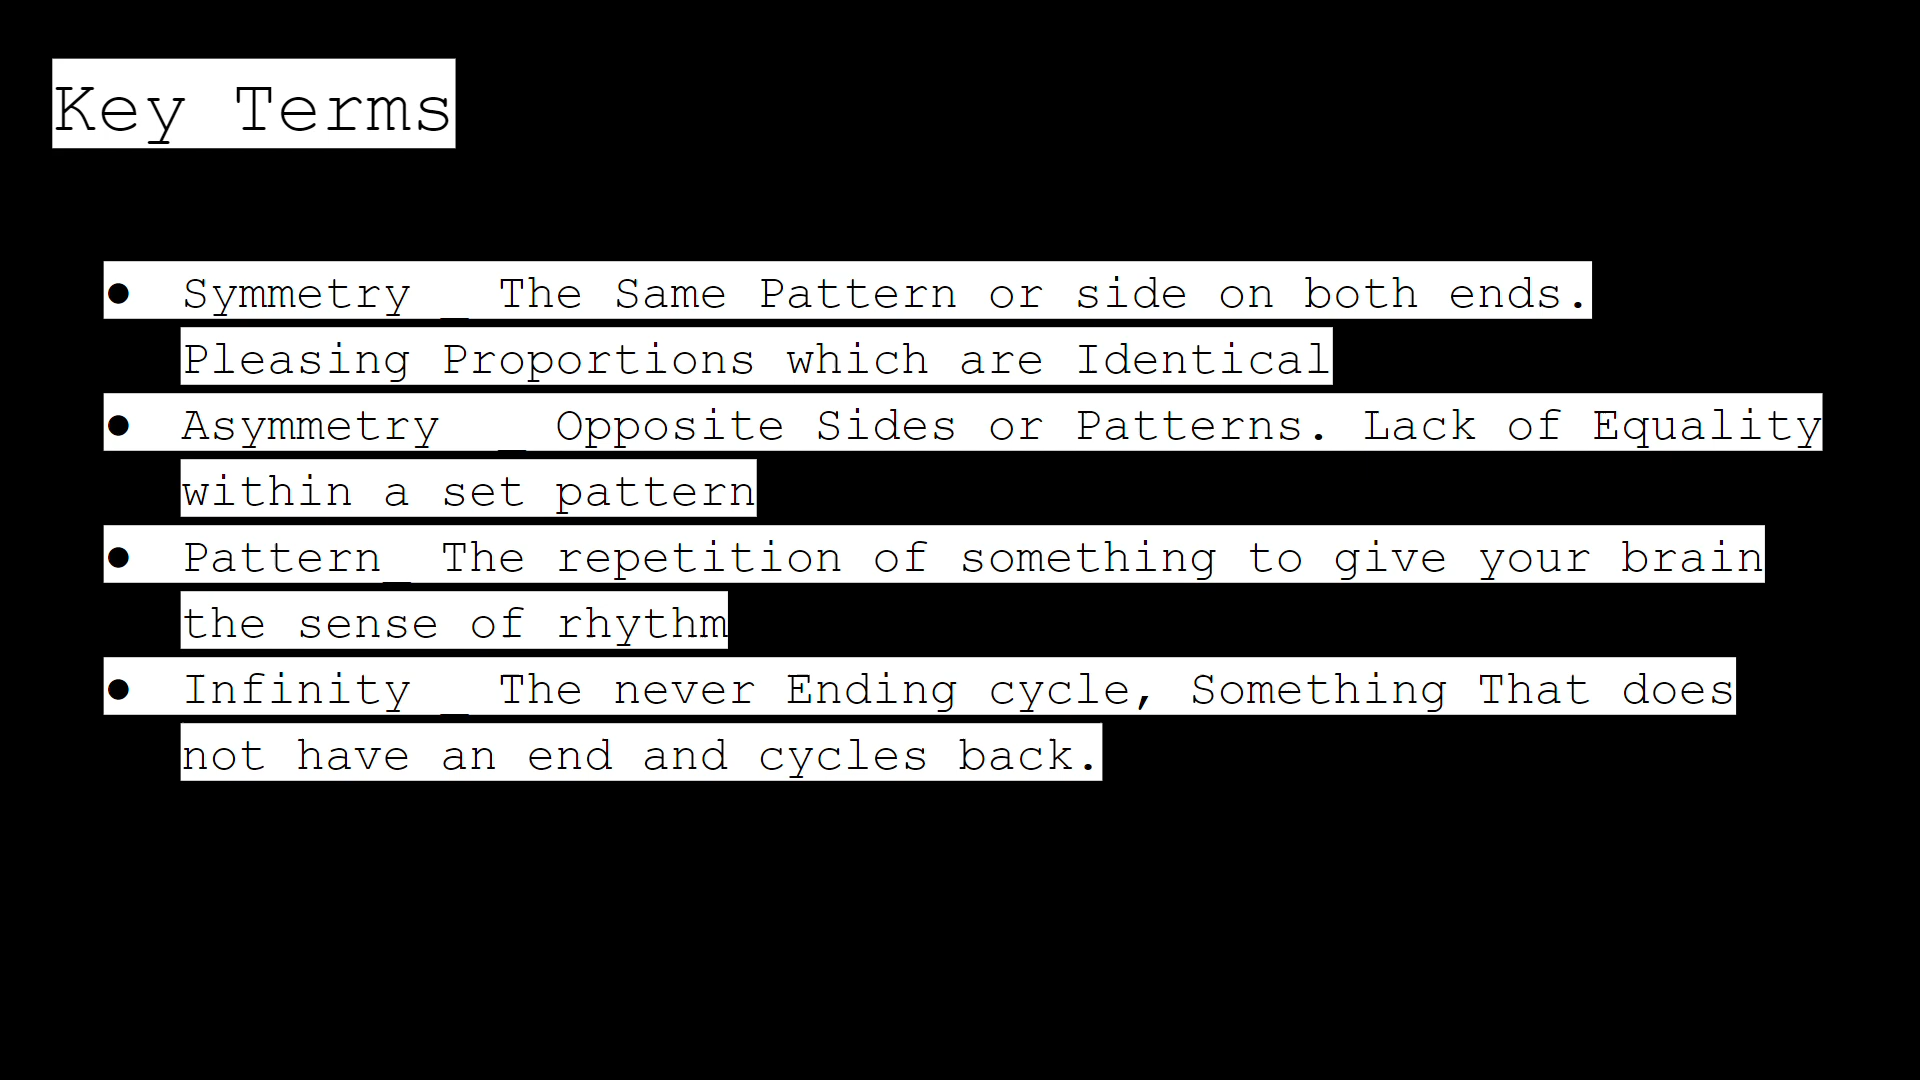 Key Terms
● Symmetry _ The Same Pattern or side on both ends.
Pleasing Proportions which are Identical
● Asymmetry  _ Opposite Sides or Patterns. Lack of Equality
within a set pattern
● Pattern_ The repetition of something to give your brain
the sense of rhythm
● Infinity _ The never Ending cycle, Something That does
not have an end and cycles back.